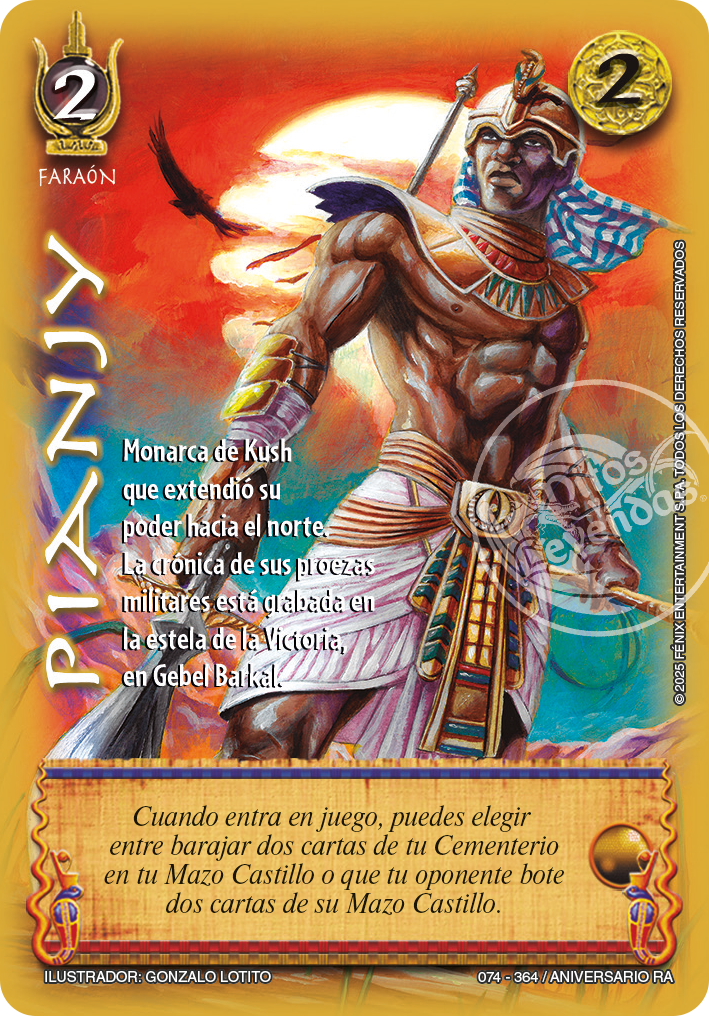 2
2
FARAÓN
PIANJY
Monarca de Kush
que extendió su
poder hacia el norte.
La crónica de sus proezas
militares está grabada en
la estela de la Victoria,
en Gebel Barkal.
Mitos
y
Leyendas®
© 2025 FÉNIX ENTERTAINMENT S.P.A. TODOS LOS DERECHOS RESERVADOS
Cuando entra en juego, puedes elegir
entre barajar dos cartas de tu Cementerio
en tu Mazo Castillo o que tu oponente bote
dos cartas de su Mazo Castillo.
ILUSTRADOR: GONZALO LOTITO
074 - 364 / ANIVERSARIO RA